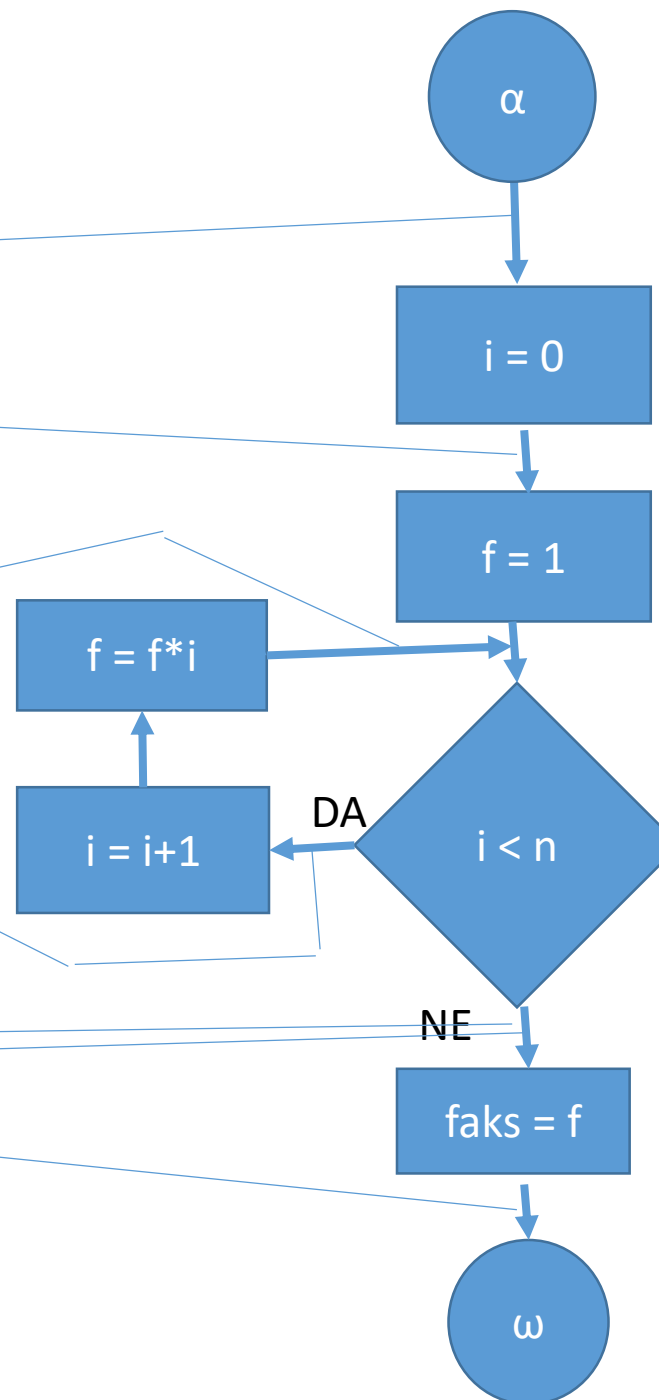 α
i = 0
f = 1
f = f*i
i = i+1
DA
i < n
NE
faks = f
ω